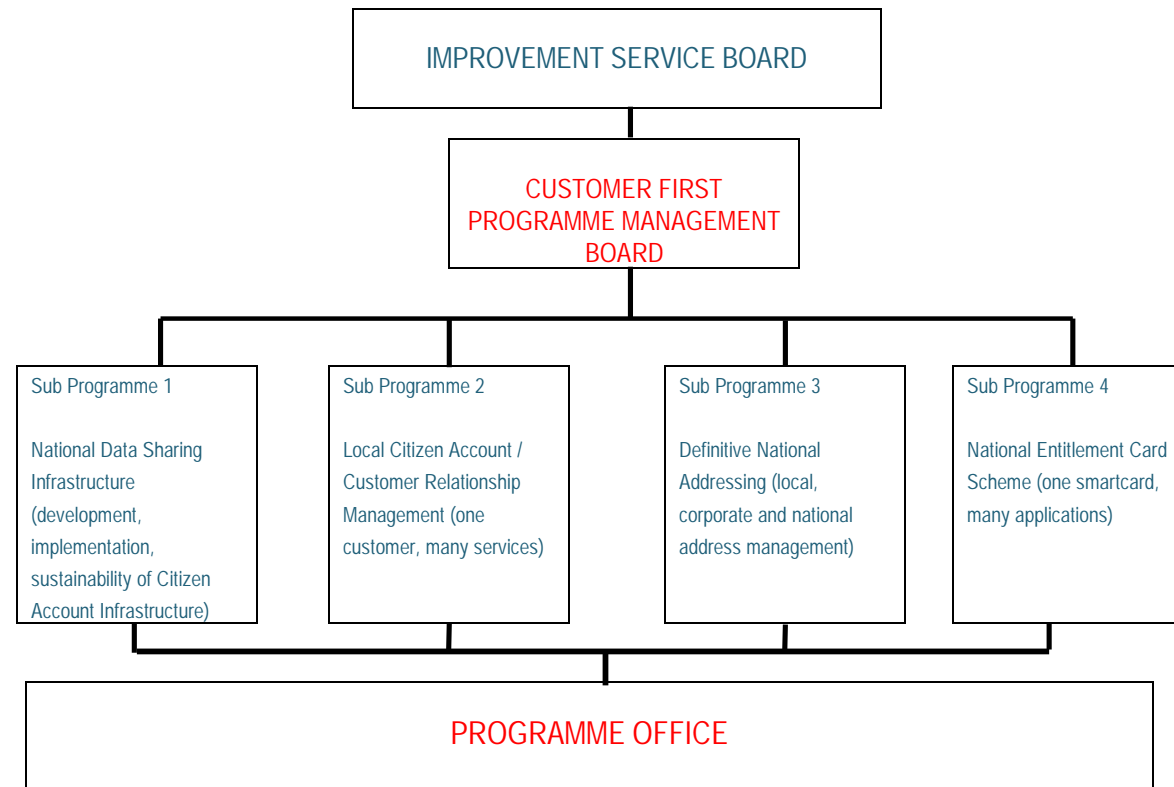 IMPROVEMENT SERVICE BOARD
CUSTOMER FIRST
PROGRAMME MANAGEMENT
BOARD
Sub Programme 1
National Data Sharing
Infrastructure
(development,
implementation,
sustainability of Citizen
Account Infrastructure)
Sub Programme 2
Local Citizen Account /
Customer Relationship
Management (one
customer, many services)
Sub Programme 3
Definitive National
Addressing (local,
corporate and national
address management)
Sub Programme 4
National Entitlement Card
Scheme (one smartcard,
many applications)
PROGRAMME OFFICE